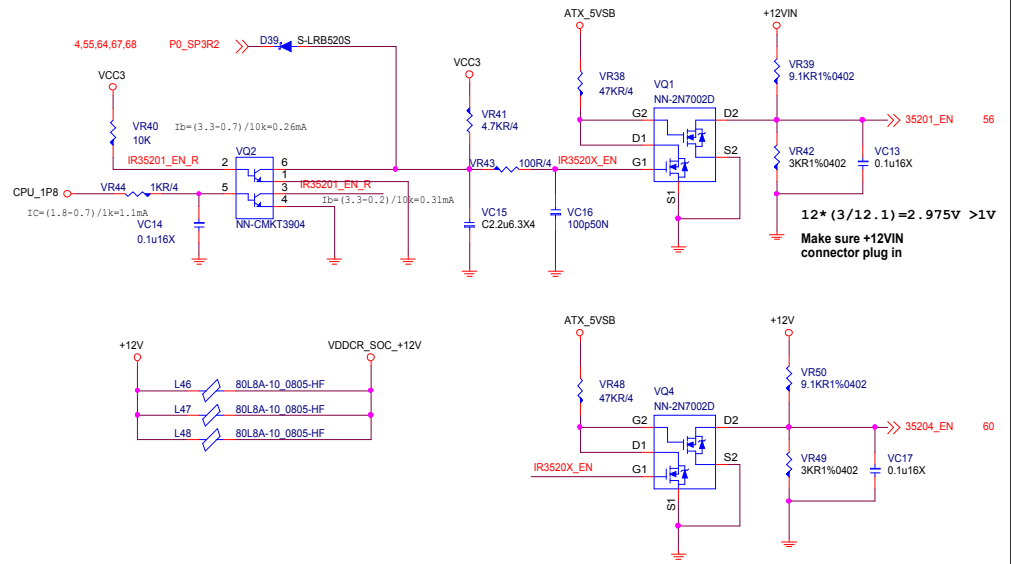 ATX_5VSB
+12VIN
4,55,64,67,68 P0_SP3R2 D39 S-LRB520S
VCC3
VCC3
VR38
47KR/4
VQ1
NN-2N7002D
VR39
9.1KR1%0402
VR40
10K
Ib=(3.3-0.7)/10k=0.26mA
VR41
4.7KR/4
G2 D2
35201_EN 56
IR35201_EN_R
2 VQ2 6
1
VR43 100R/4
IR3520X_EN
D1
G1
S2
S1
VR42
3KR1%0402
VC13
0.1u16X
CPU_1P8
VR44 1KR/4
5 3
4
IR35201_EN_R
Ib=(3.3-0.2)/10k=0.31mA
IC=(1.8-0.7)/1k=1.1mA
VC14
0.1u16X
NN-CMKT3904
VC15
C2.2u6.3X4
VC16
100p50N
12*(3/12.1)=2.975V >1V
Make sure +12VIN
connector plug in
+12V
VDDCR_SOC_+12V
L46 80L8A-10_0805-HF
L47 80L8A-10_0805-HF
L48 80L8A-10_0805-HF
ATX_5VSB
+12V
VR48
47KR/4
VQ4
NN-2N7002D
VR50
9.1KR1%0402
G2 D2
35204_EN 60
D1
IR3520X_EN
G1
S2
S1
VR49
3KR1%0402
VC17
0.1u16X